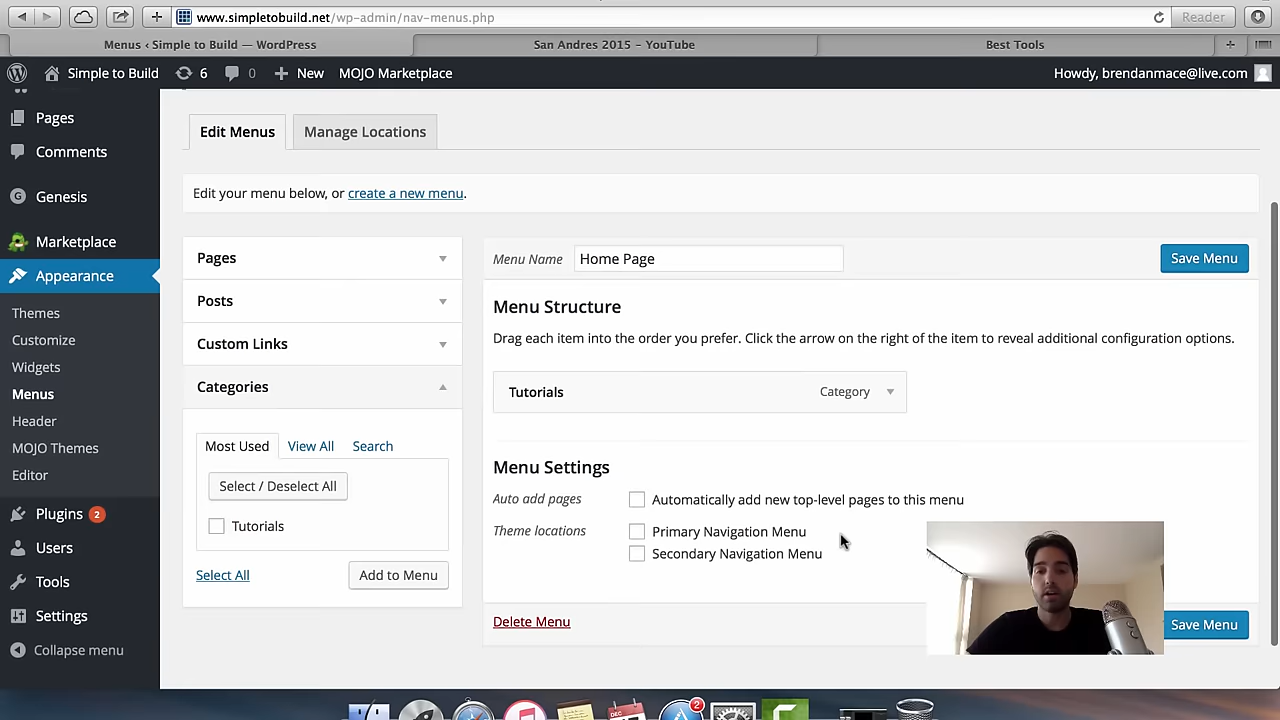 www.simpletobuild.net/wp-admin/nav-menus.php
Reader
Menus ‹ Simple to Build — WordPress
San Andres 2015 - YouTube
Best Tools
Simple to Build
6
0
New
MOJO Marketplace
Howdy, brendanmace@live.com
Pages
Comments
Genesis
Marketplace
Appearance
Themes
Customize
Widgets
Menus
Header
MOJO Themes
Editor
Plugins 2
Users
Tools
Settings
Collapse menu
Edit Menus
Manage Locations
Edit your menu below, or create a new menu.
Pages
Posts
Custom Links
Categories
Most Used
View All
Search
Select / Deselect All
Tutorials
Select All
Add to Menu
Menu Name
Home Page
Save Menu
Menu Structure
Drag each item into the order you prefer. Click the arrow on the right of the item to reveal additional configuration options.
Tutorials
Category
Menu Settings
Auto add pages
Automatically add new top-level pages to this menu
Theme locations
Primary Navigation Menu
Secondary Navigation Menu
Delete Menu
Save Menu
DEC
2